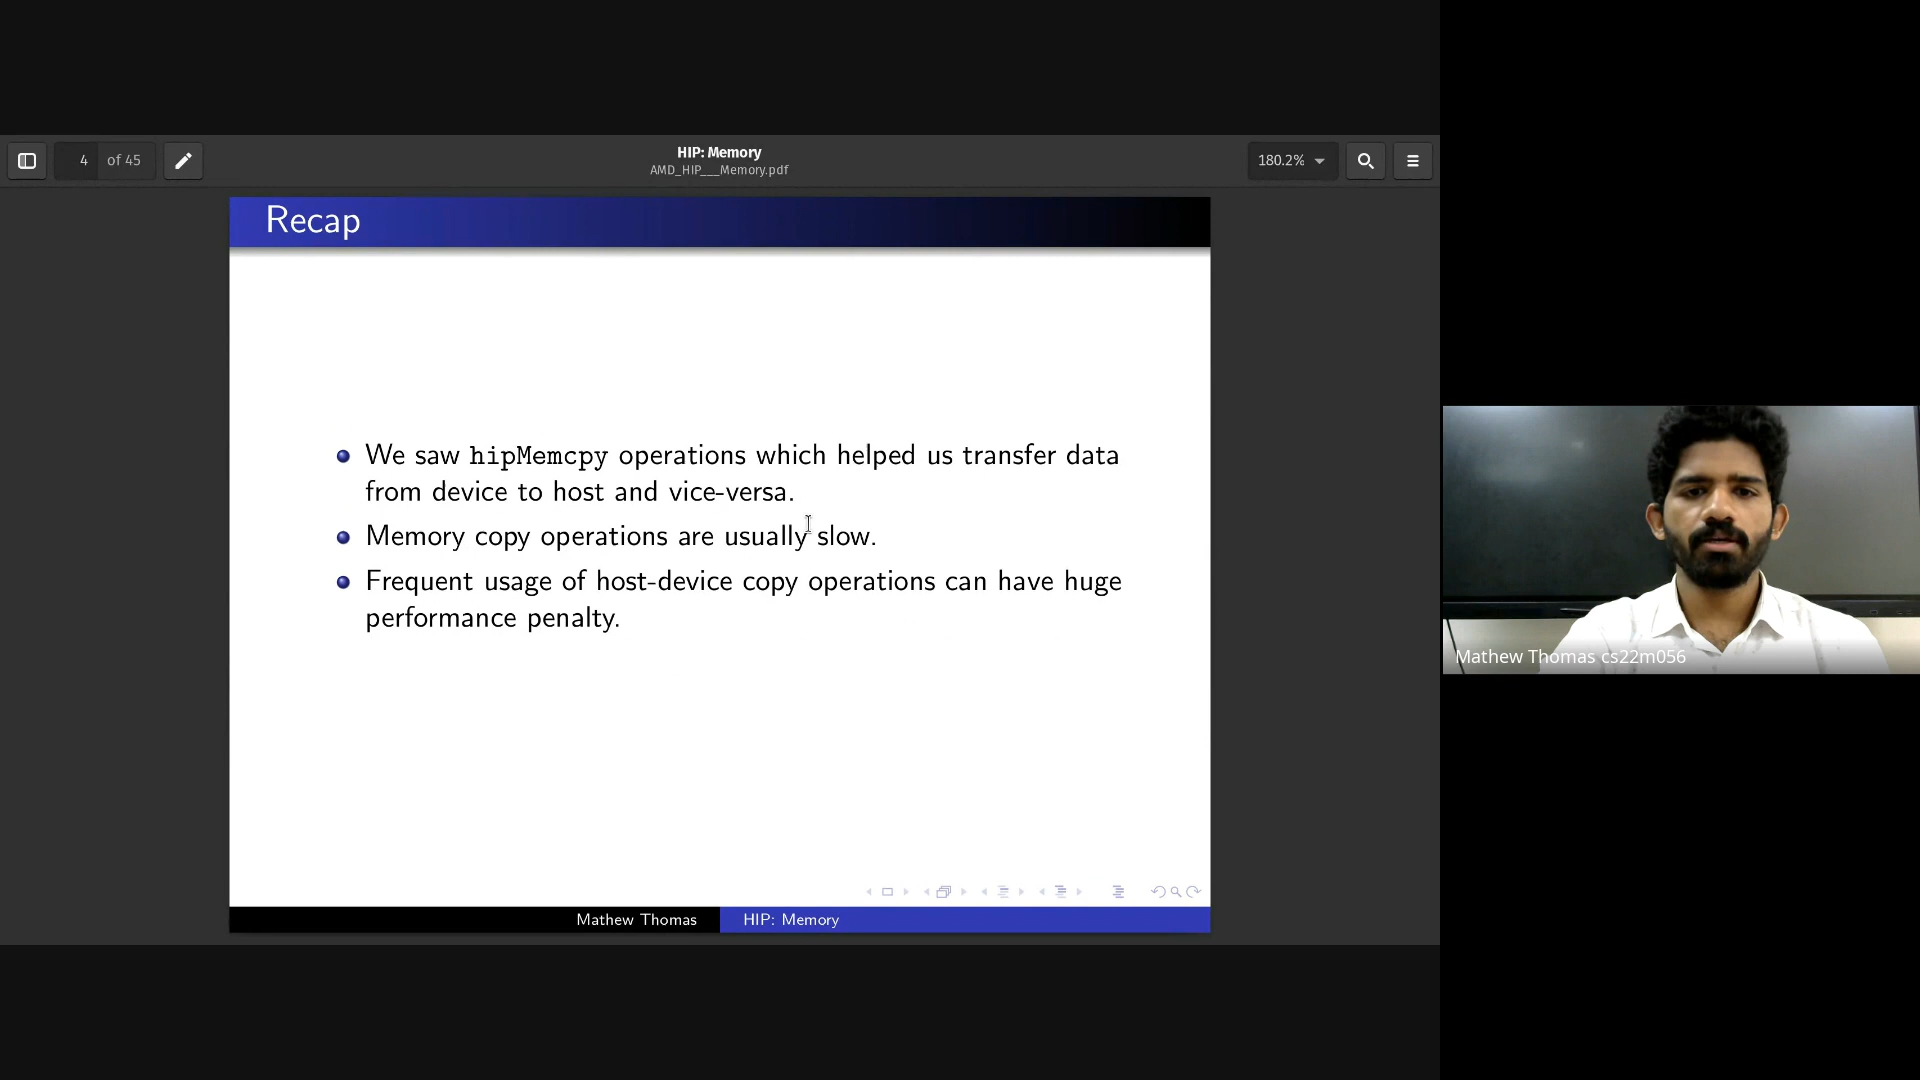 4 of 45
HIP: Memory
AMD_HIP___Memory.pdf
180.2%
Recap
We saw hipMemcpy operations which helped us transfer data
from device to host and vice-versa.
Memory copy operations are usually slow.
Frequent usage of host-device copy operations can have huge
performance penalty.
Mathew Thomas cs22m056
Mathew Thomas
HIP: Memory